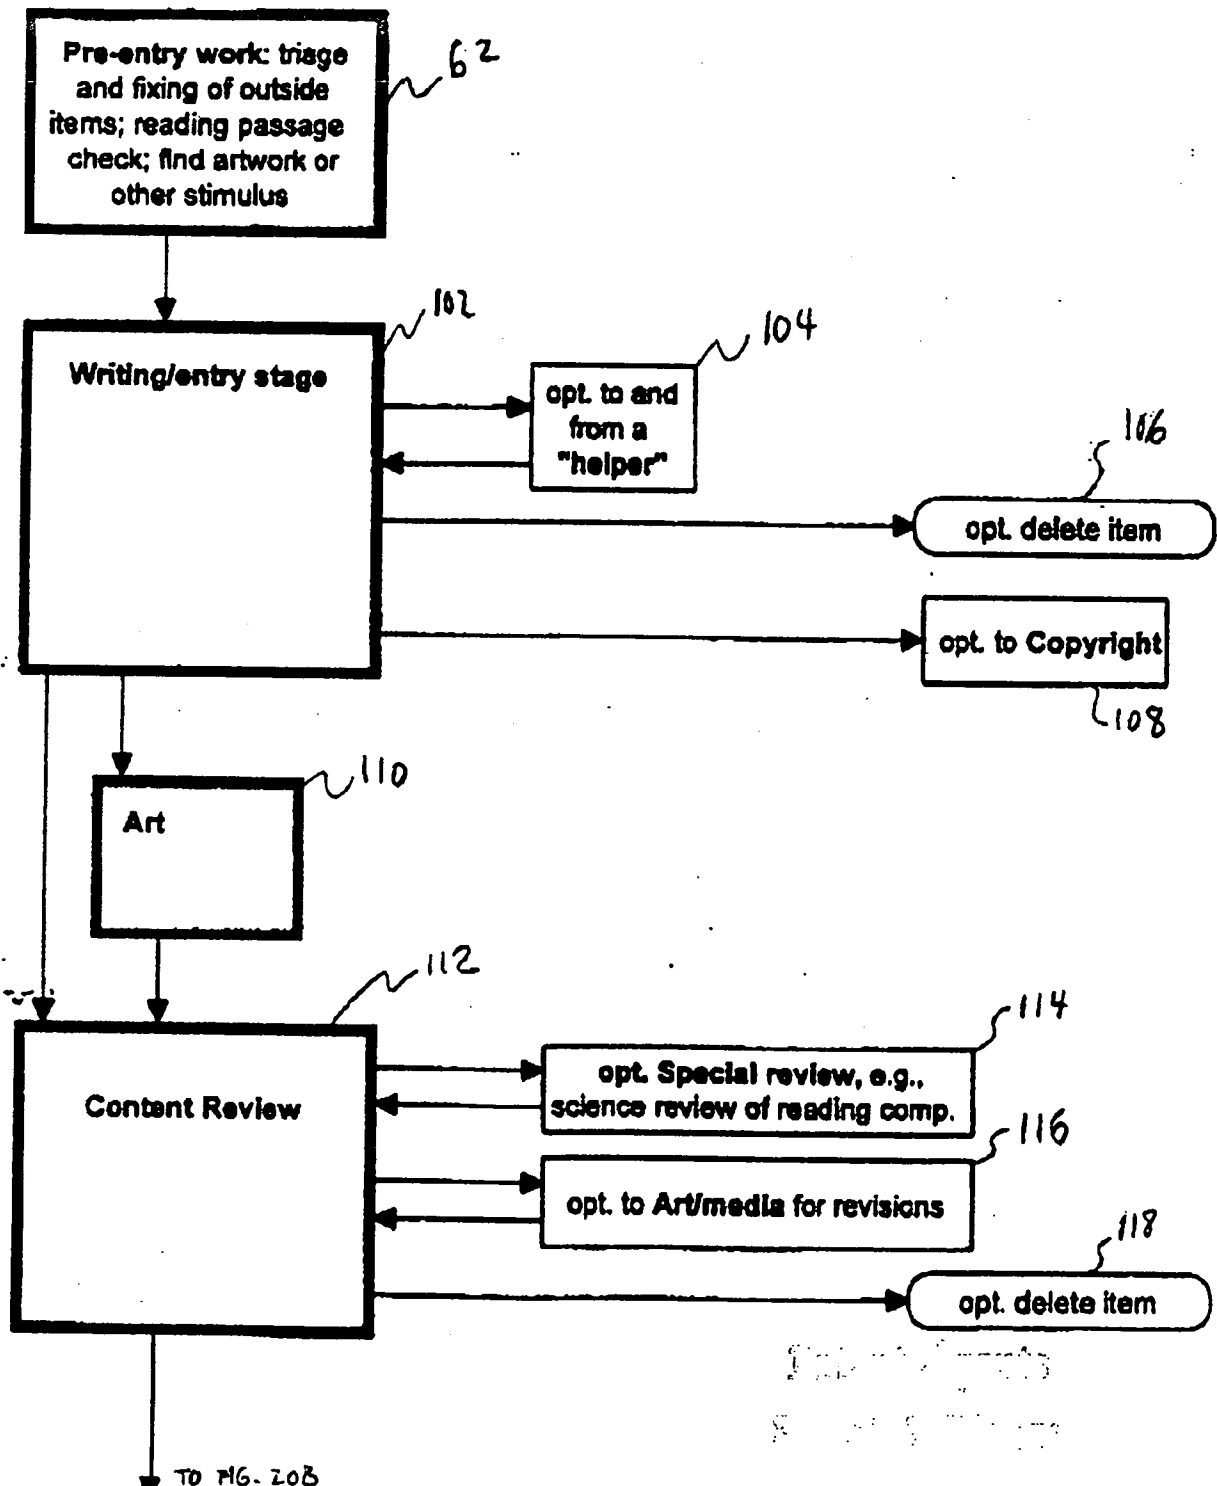 Pre-entry work: triage
and fixing of outside
items; reading passage
check; find artwork or
other stimulus
62
102
Writing/entry stage
104
opt. to and
from a
"helper"
106
opt. delete item
opt. to Copyright
108
110
Art
112
Content Review
114
opt. Special review, e.g.,
science review of reading comp.
116
opt. to Art/media for revisions
118
opt. delete item
TO FIG. 20B